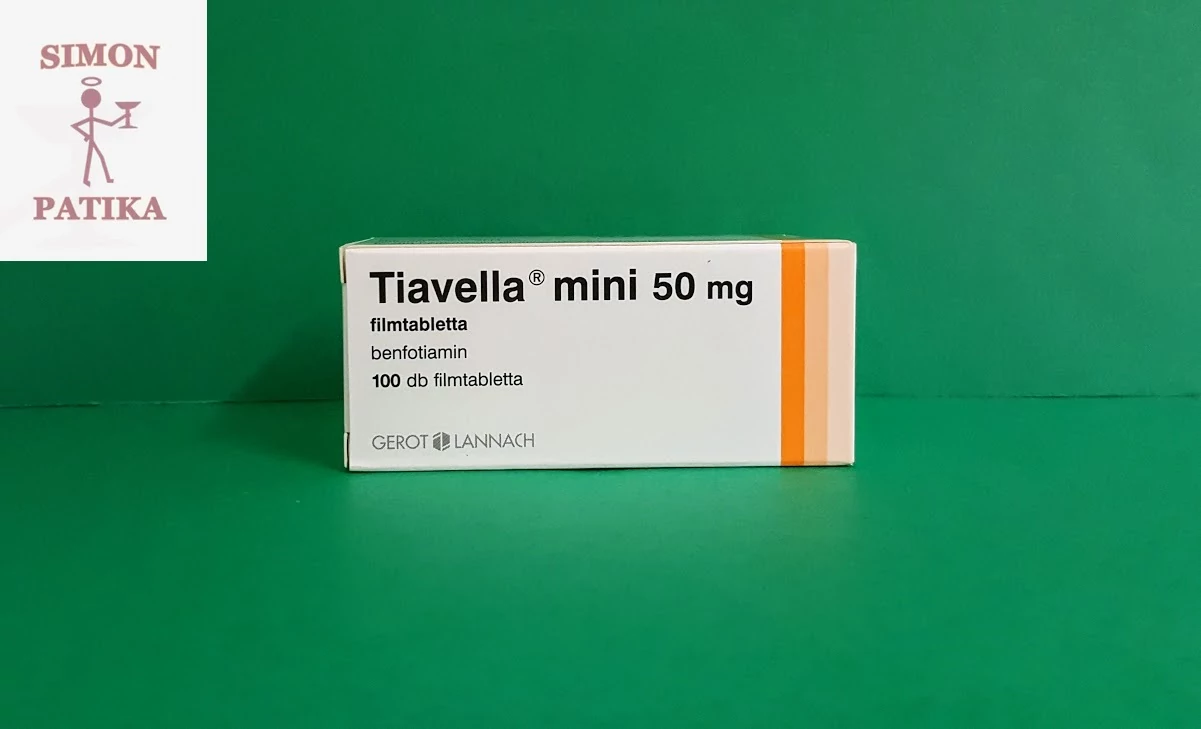 SIMON
PATIKA
Tiavella® mini 50 mg
filmtabletta
benfotiamin
100 db filmtabletta
GEROT LANNACH